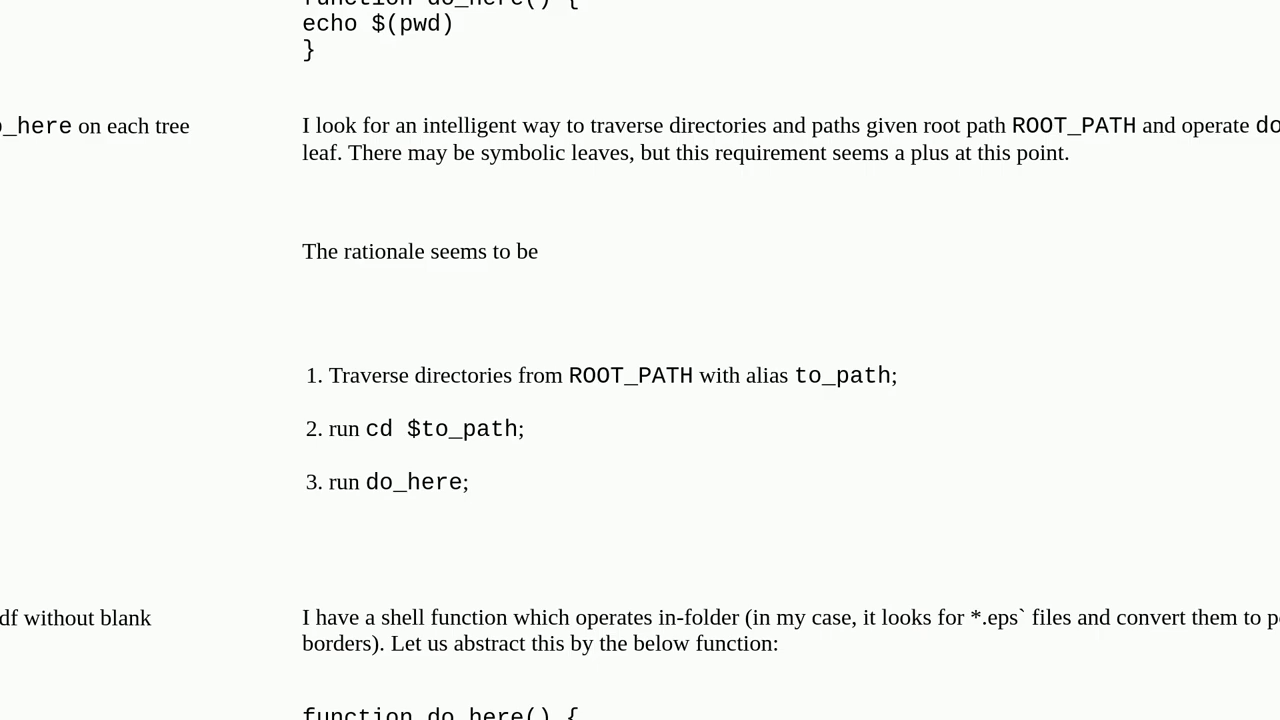 function do_here() {
echo $(pwd)
}
I look for an intelligent way to traverse directories and paths given root path ROOT_PATH and operate
o_here on each tree
leaf. There may be symbolic leaves, but this requirement seems a plus at this point.
The rationale seems to be
1. Traverse directories from ROOT_PATH with alias to_path;
2. run cd $to_path;
3. run do_here;
I have a shell function which operates in-folder (in my case, it looks for *.eps` files and convert them to
df without blank
borders). Let us abstract this by the below function:
function do_here() {